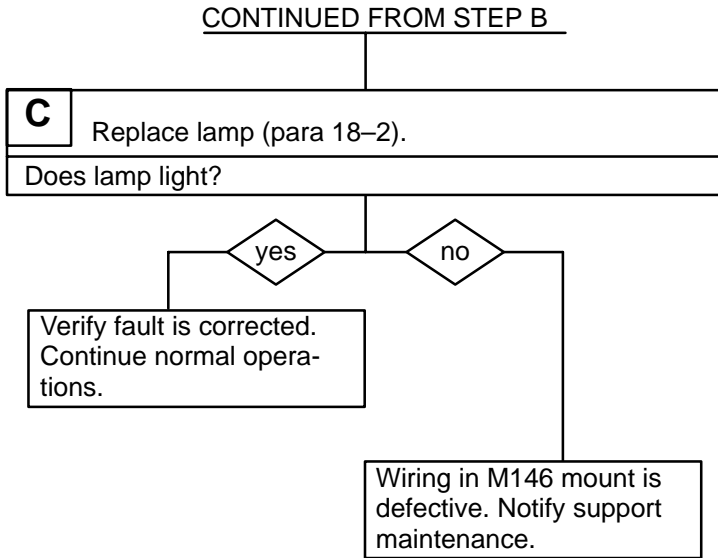 CONTINUED FROM STEP B
C
Replace lamp (para 18–2).
Does lamp light?
yes
no
Verify fault is corrected.
Continue normal opera-
tions.
Wiring in M146 mount is
defective. Notify support
maintenance.